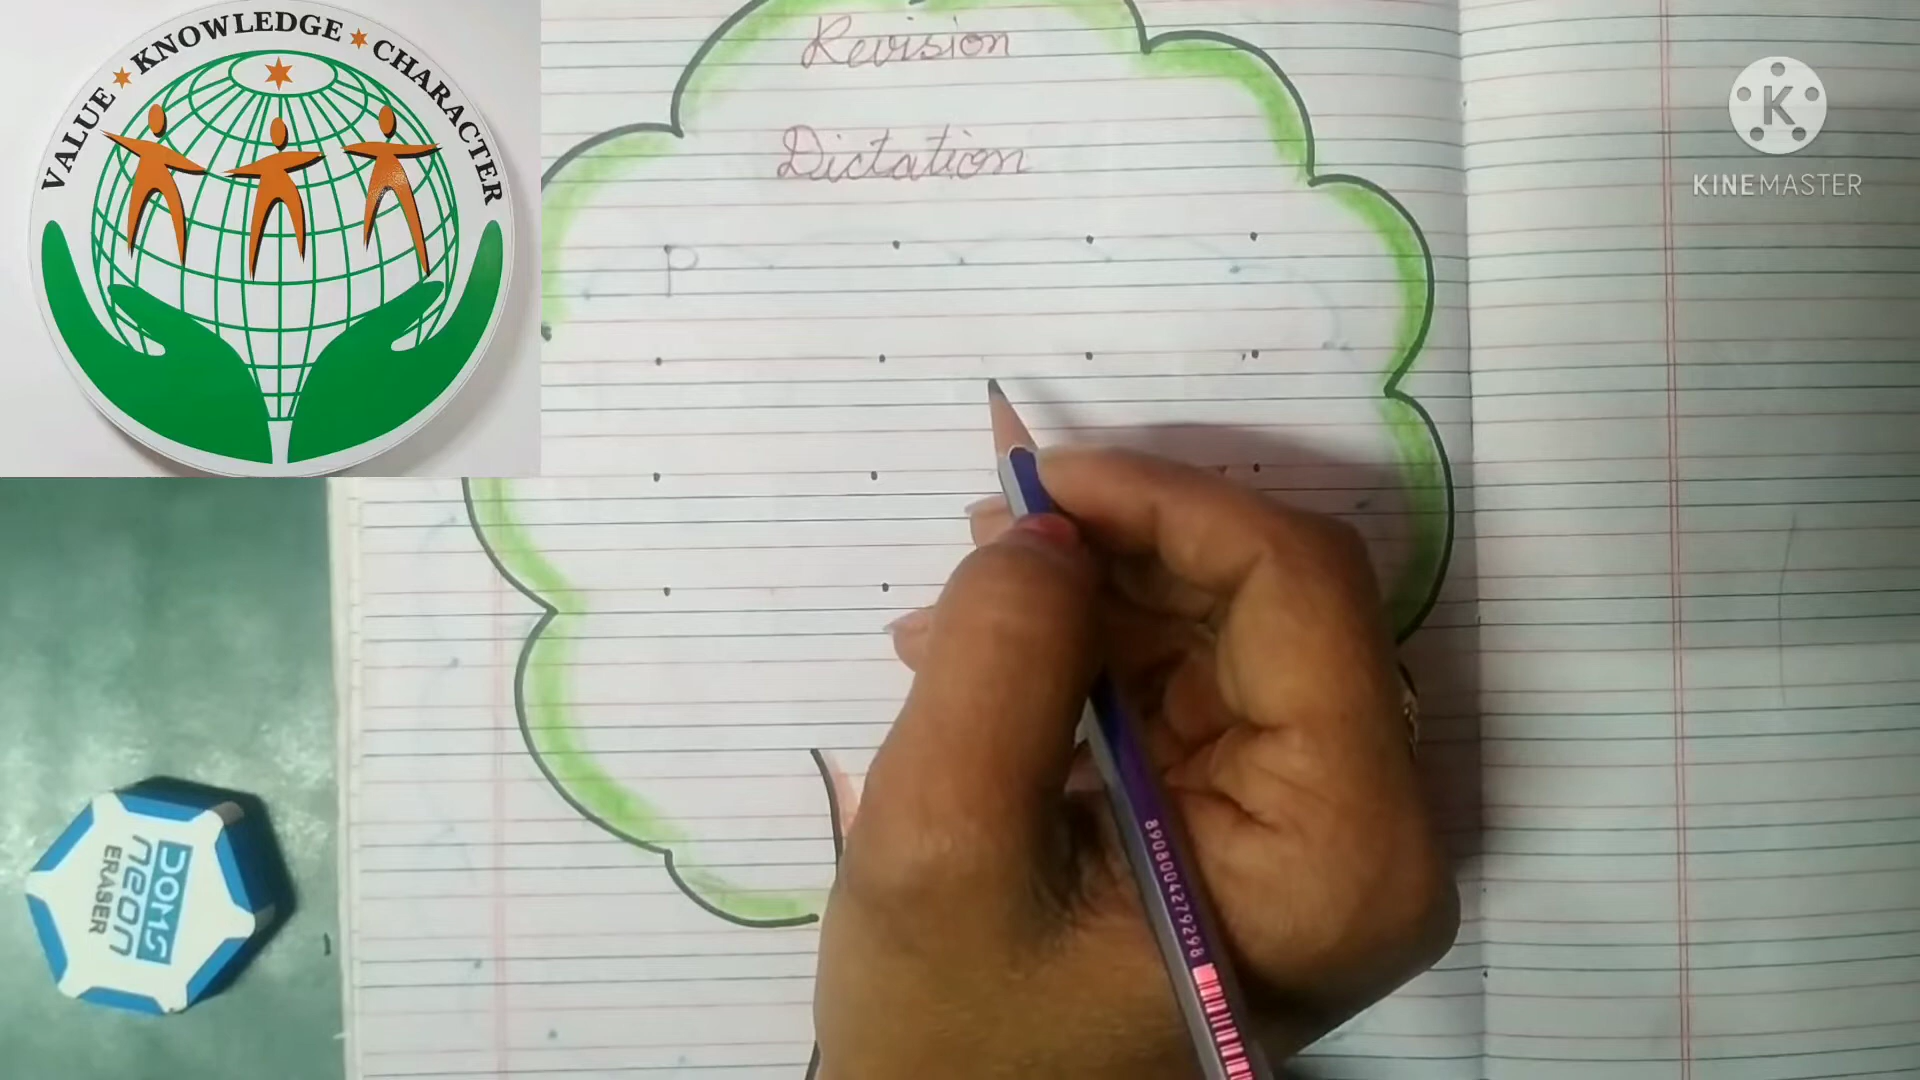 VALUE ✶ KNOWLEDGE ✶ CHARACTER
Revision
Dictation
p
K
KINEMASTER
DOMS
neon
ERASER
8908004279298